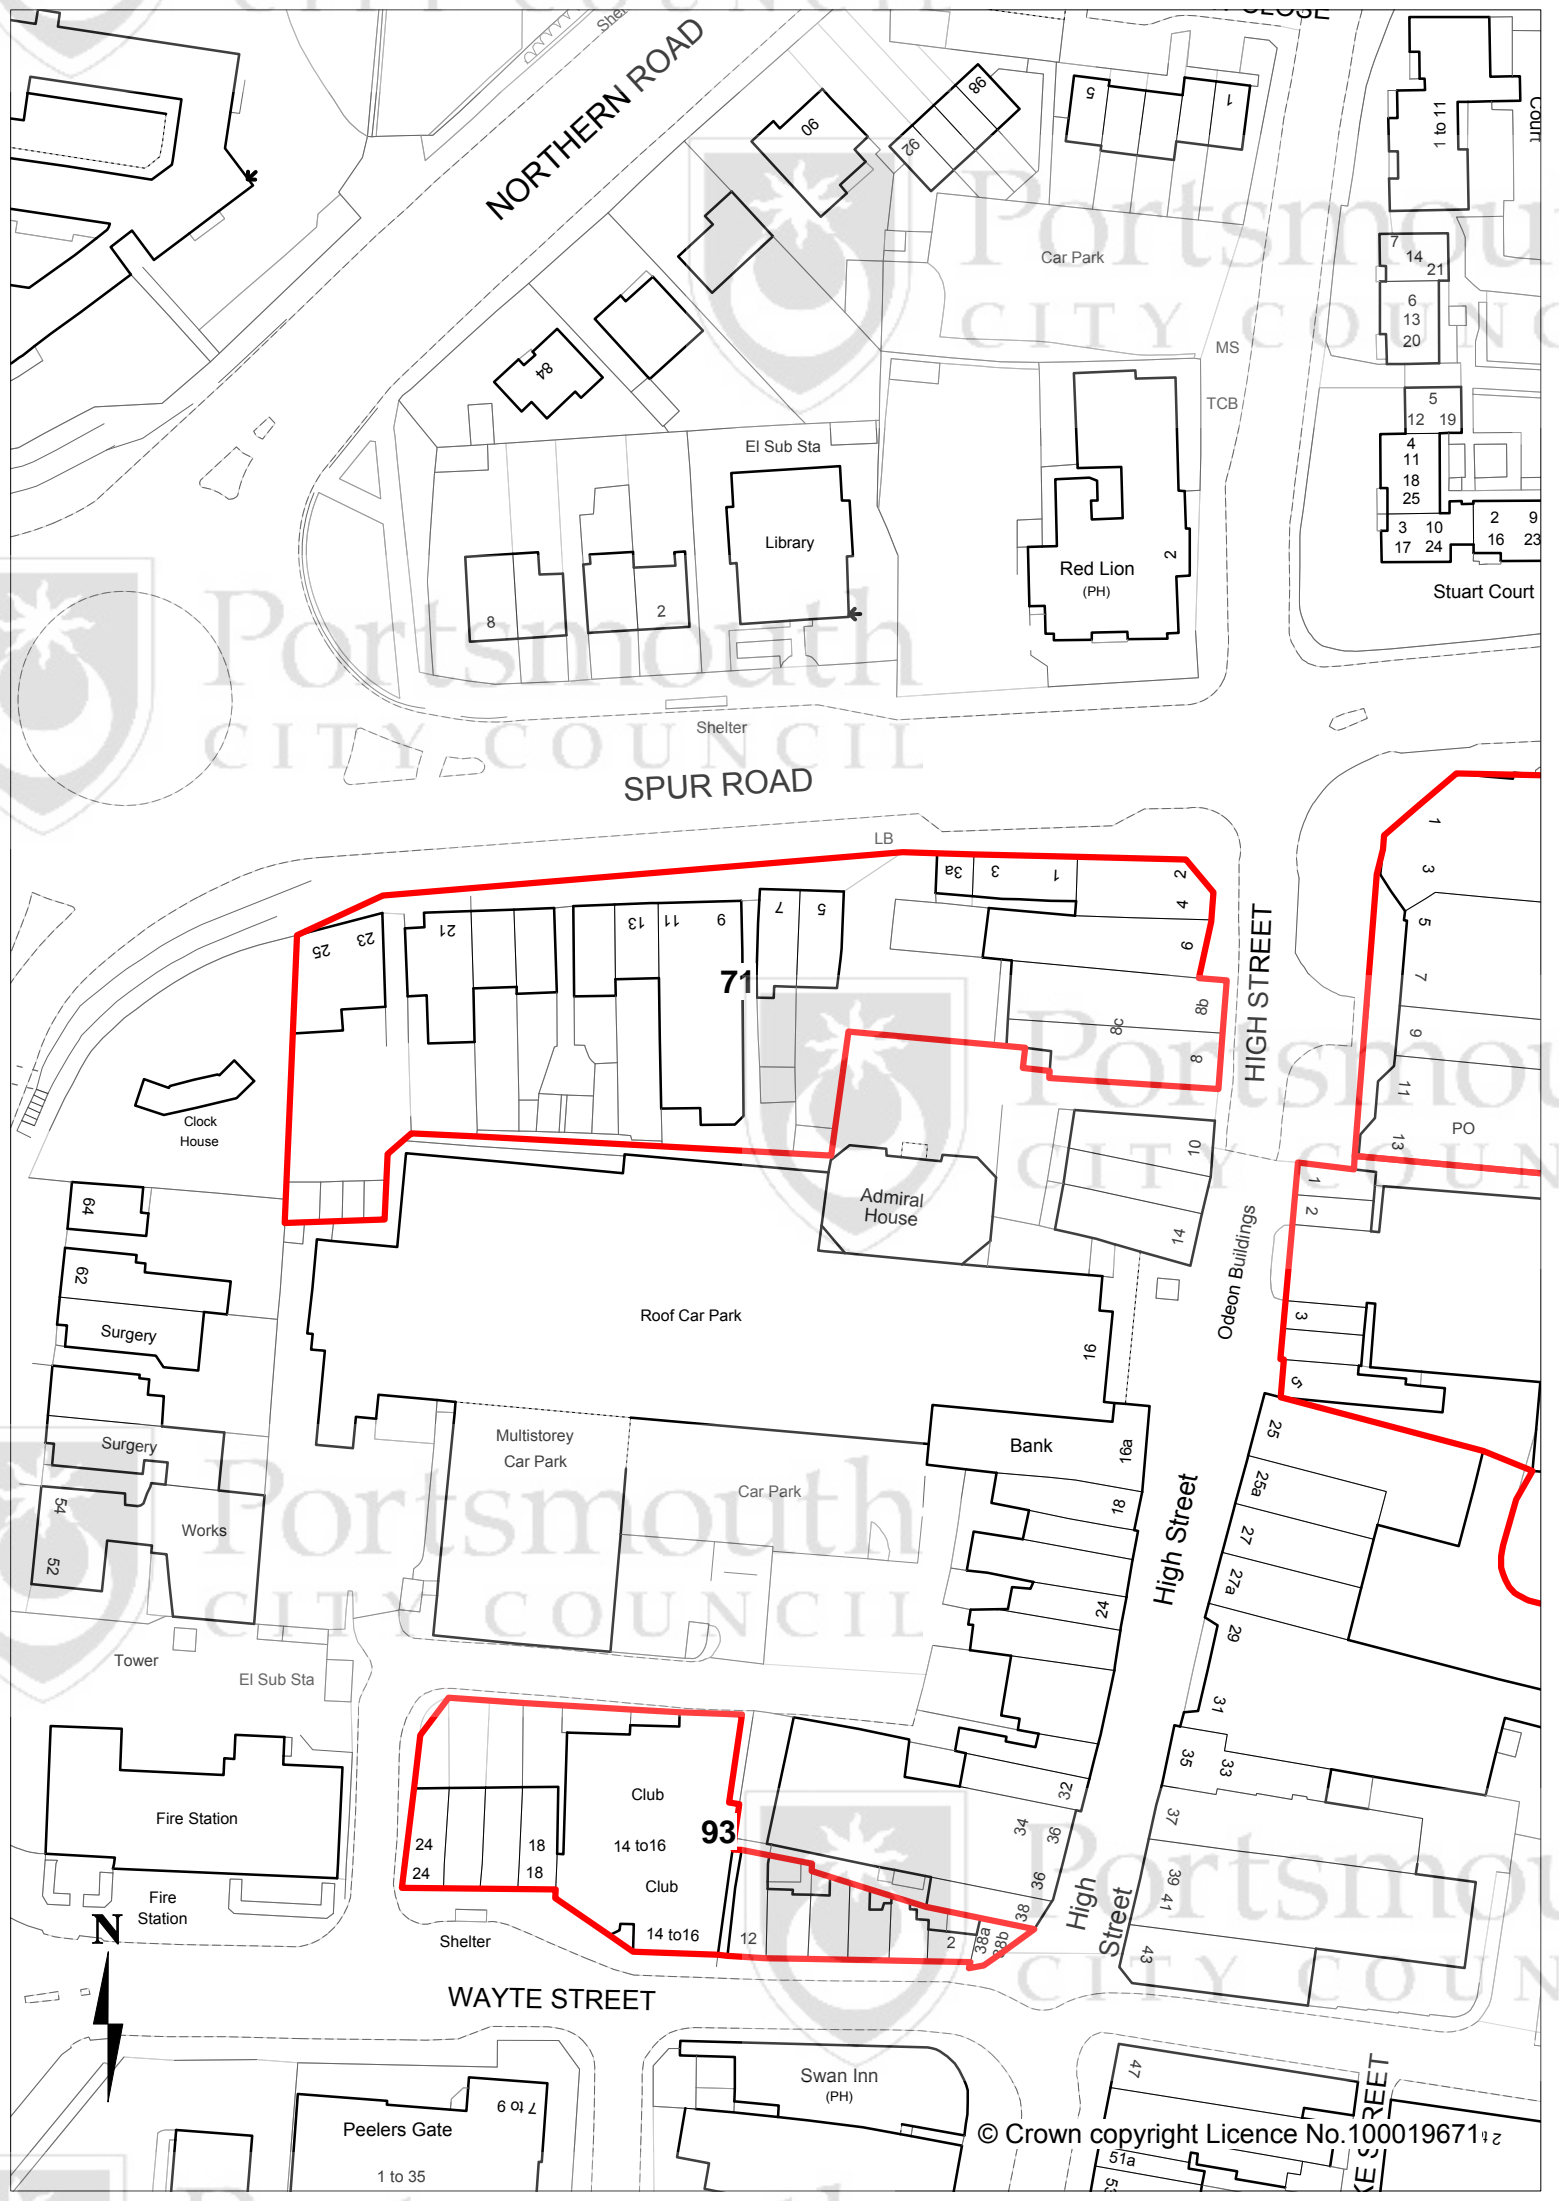 CLOSE
NORTHERN ROAD
98
90
92
5
1
1 to 11
Court
Car Park
7
14
21
6
13
20
MS
TCB
84
5
12 19
4
11
18
25
3 10
17 24
2 9
16 23
Stuart Court
El Sub Sta
Library
Red Lion
(PH)
2
8
2
Shelter
SPUR ROAD
LB
3a
3
1
2
4
6
8b
8c
8
HIGH STREET
1
3
5
7
9
11
13
PO
25
23
21
13
11
9
7
5
71
Clock
House
Admiral
House
10
14
Odeon Buildings
1
2
3
5
64
62
Surgery
Surgery
Roof Car Park
16
Multistorey
Car Park
Car Park
Bank
16a
18
24
High Street
25
25a
27
27a
29
31
33
35
37
39
41
43
54
52
Works
Tower
El Sub Sta
Fire Station
Fire
Station
N
24
24
18
18
Club
14 to16
Club
14 to16
93
12
2
32
34
36
36
38
38a
38b
High
Street
Shelter
WAYTE STREET
Swan Inn
(PH)
47
7 to 9
Peelers Gate
1 to 35
51a
KE STREET
© Crown copyright Licence No.100019671
Portsmouth
CITY COUNCIL